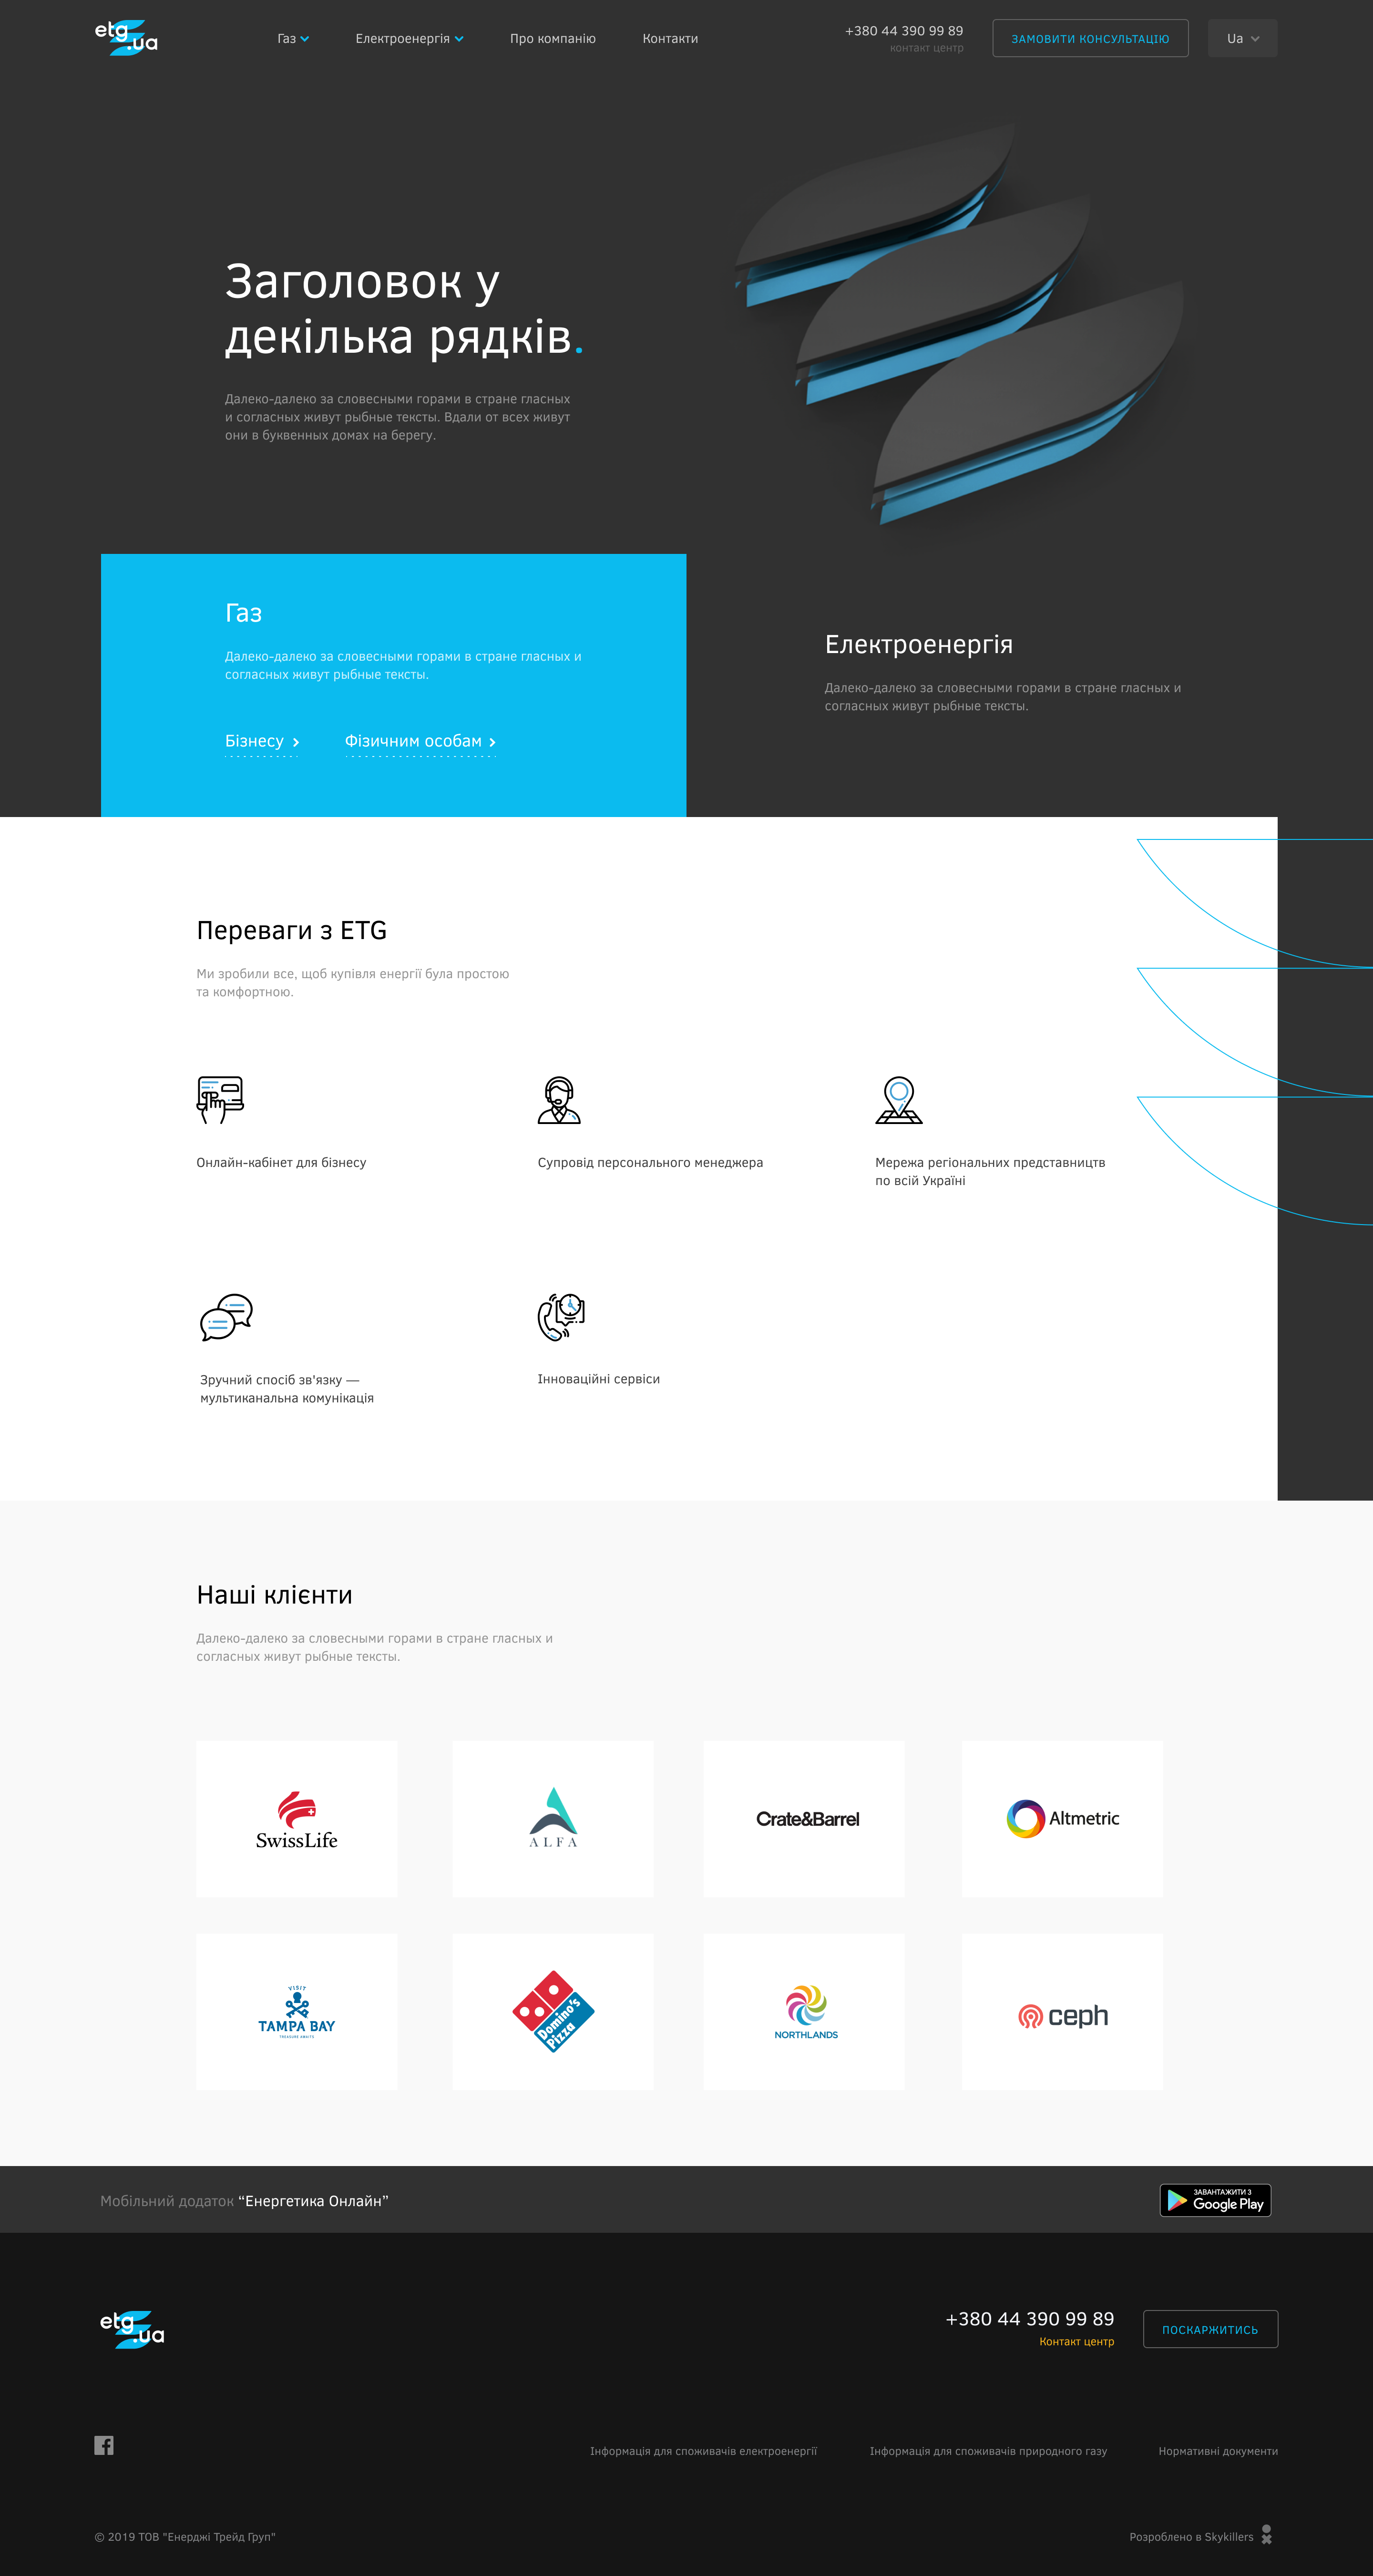 etg.ua
Газ
Електроенергія
Про компанію
Контакти
+380 44 390 99 89
контакт центр
ЗАМОВИТИ КОНСУЛЬТАЦІЮ
Ua
Заголовок у
декілька рядків.
Далеко-далеко за словесными горами в стране гласных
и согласных живут рыбные тексты. Вдали от всех живут
они в буквенных домах на берегу.
Газ
Далеко-далеко за словесными горами в стране гласных и
согласных живут рыбные тексты.
Бізнесу
Фізичним особам
Електроенергія
Далеко-далеко за словесными горами в стране гласных и
согласных живут рыбные тексты.
Переваги з ETG
Ми зробили все, щоб купівля енергії була простою
та комфортною.
Онлайн-кабінет для бізнесу
Супровід персонального менеджера
Мережа регіональних представництв
по всій Україні
Зручний спосіб зв'язку —
мультиканальна комунікація
Інноваційні сервіси
Наші клієнти
Далеко-далеко за словесными горами в стране гласных и
согласных живут рыбные тексты.
SwissLife
ALFA
Crate&Barrel
Altmetric
VISIT
TAMPA BAY
TREASURE AWAITS
Domino's
Pizza
NORTHLANDS
ceph
Мобільний додаток “Енергетика Онлайн”
ЗАВАНТАЖИТИ З
Google Play
etg.ua
+380 44 390 99 89
Контакт центр
ПОСКАРЖИТИСЬ
Інформація для споживачів електроенергії
Інформація для споживачів природного газу
Нормативні документи
© 2019 ТОВ "Енерджі Трейд Груп"
Розроблено в Skykillers